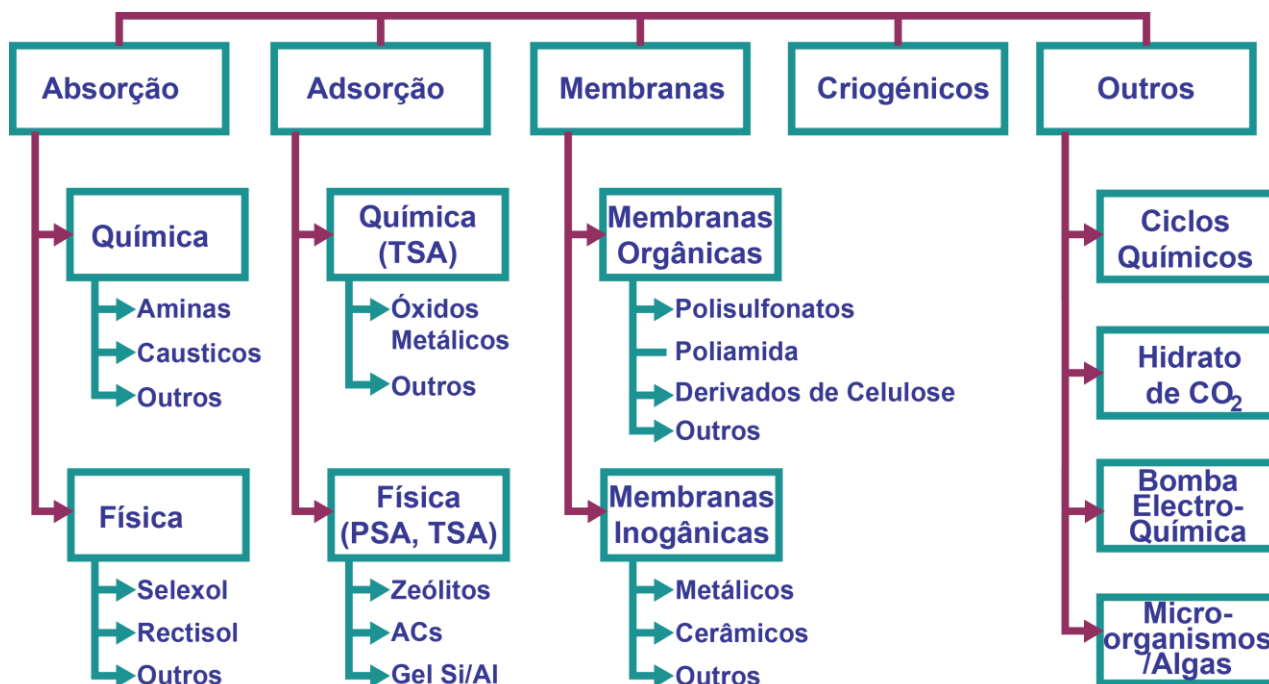 Absorção
Adsorção
Membranas
Criogénicos
Outros
Química
Aminas
Causticos
Outros
Física
Selexol
Rectisol
Outros
Química
(TSA)
Óxidos
Metálicos
Outros
Física
(PSA, TSA)
Zeólitos
ACs
Gel Si/Al
Membranas
Orgânicas
Polisulfonatos
Poliamida
Derivados de Celulose
Outros
Membranas
Inogânicas
Metálicos
Cerâmicos
Outros
Ciclos
Químicos
Hidrato
de CO₂
Bomba
Electro-
Química
Micro-
organismos
/Algas